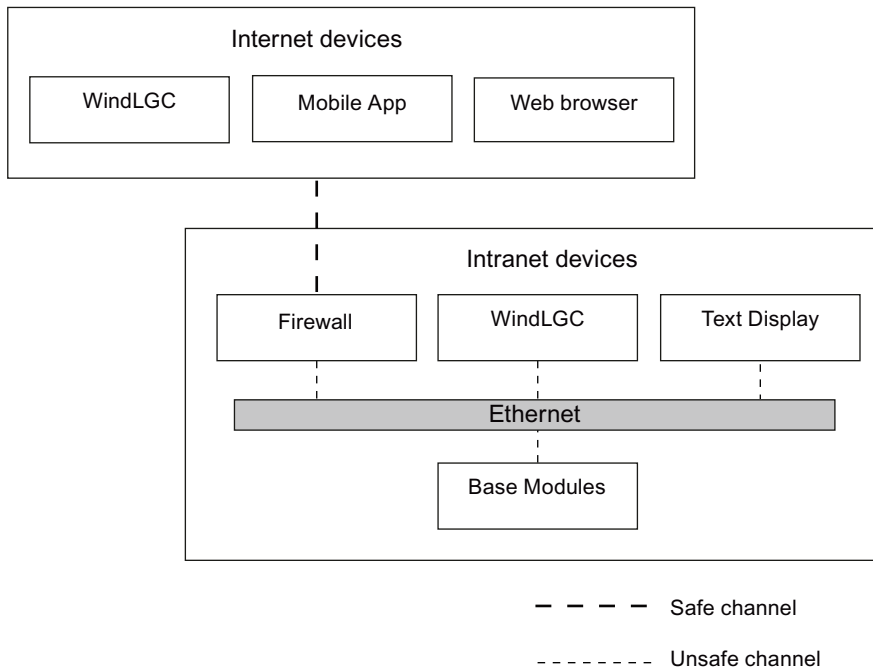 Internet devices
WindLGC
Mobile App
Web browser
Intranet devices
Firewall
WindLGC
Text Display
Ethernet
Base Modules
Safe channel
Unsafe channel